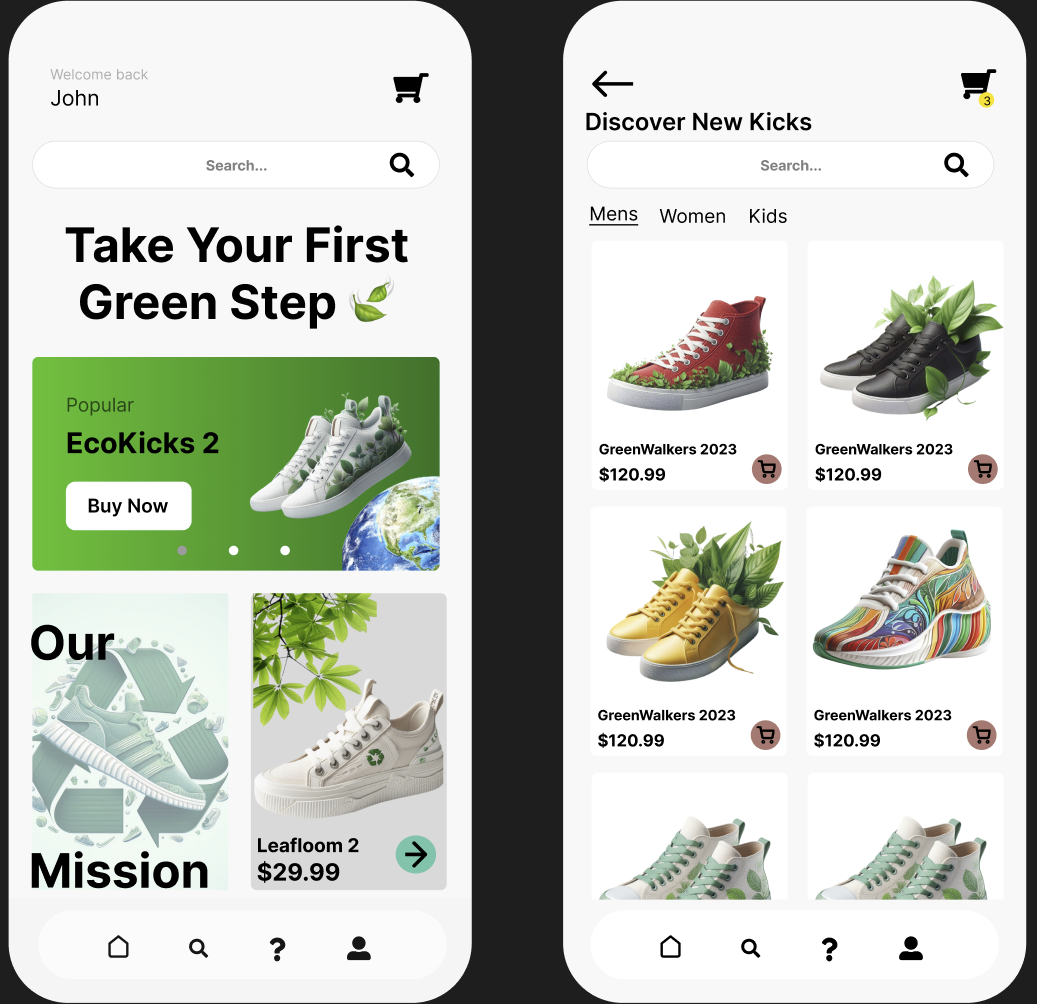 Welcome back
John
Search...
Take Your First
Green Step
Popular
EcoKicks 2
Buy Now
Our
Mission
Leafloom 2
$29.99
3
Discover New Kicks
Search...
Mens Women Kids
GreenWalkers 2023
$120.99
GreenWalkers 2023
$120.99
GreenWalkers 2023
$120.99
GreenWalkers 2023
$120.99